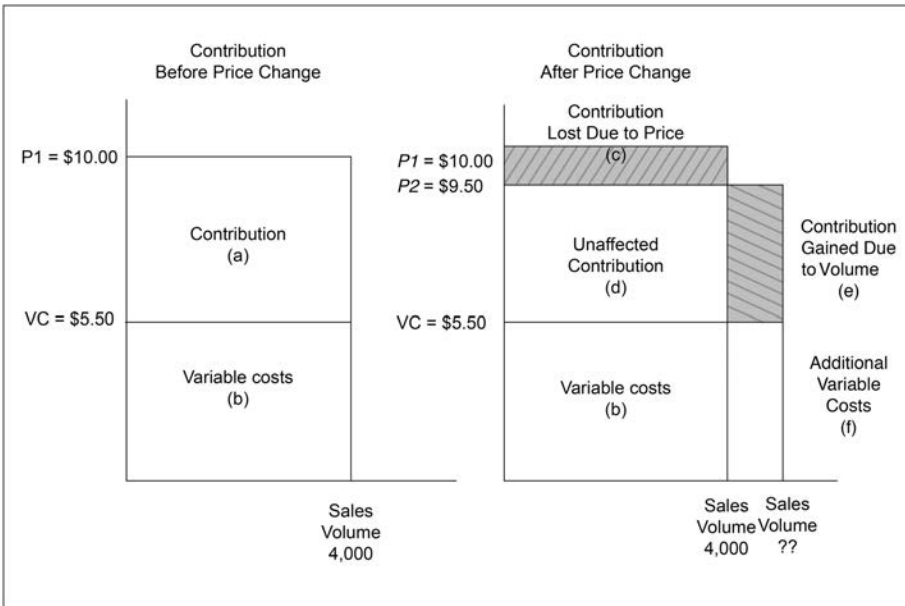 Contribution
Before Price Change
P1 = $10.00
Contribution
(a)
VC = $5.50
Variable costs
(b)
Sales
Volume
4,000
Contribution
After Price Change
Contribution
Lost Due to Price
(c)
P1 = $10.00
P2 = $9.50
Unaffected
Contribution
(d)
Contribution
Gained Due
to Volume
(e)
VC = $5.50
Variable costs
(b)
Additional
Variable
Costs
(f)
Sales
Volume
4,000
Sales
Volume
??